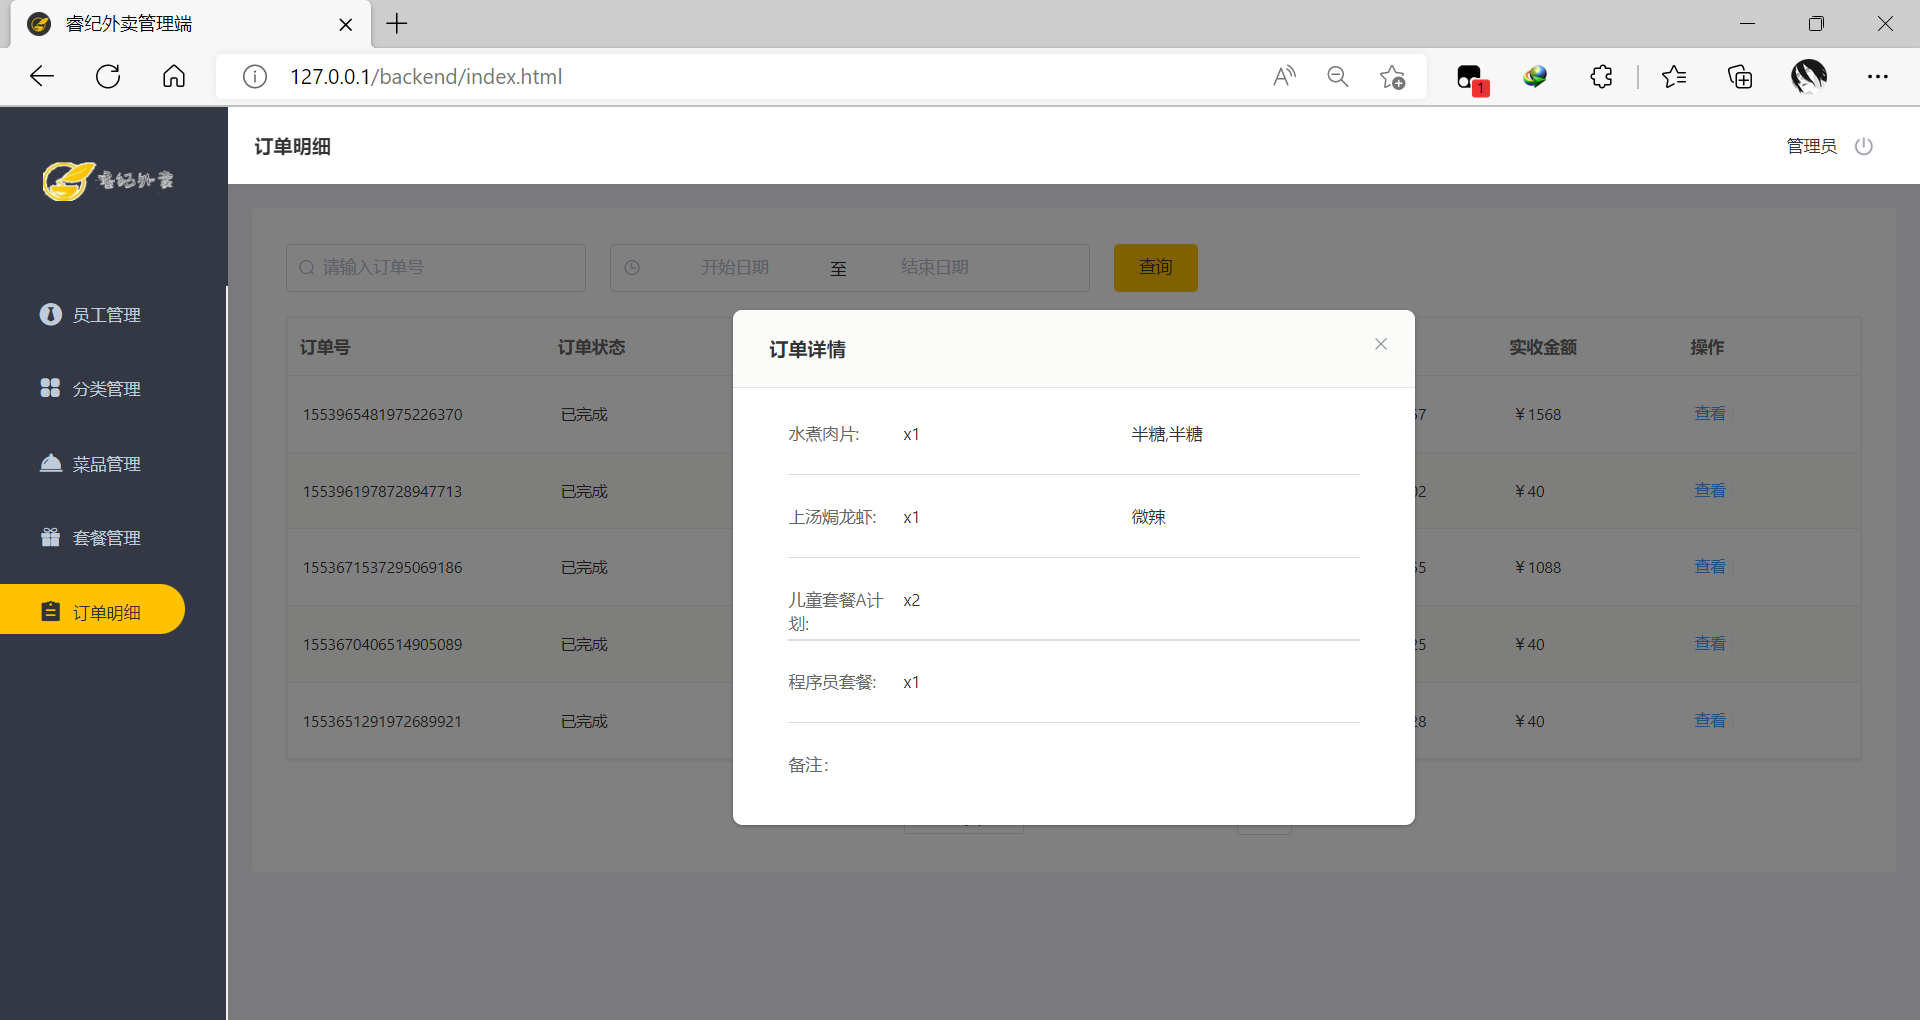 睿纪外卖管理端
127.0.0.1/backend/index.html
1
睿纪外卖
订单明细
管理员
请输入订单号
开始日期 至 结束日期
查询
员工管理
分类管理
菜品管理
套餐管理
订单明细
订单号 订单状态 实收金额 操作
1553965481975226370 已完成 57 ￥1568 查看
1553961978728947713 已完成 02 ￥40 查看
1553671537295069186 已完成 55 ￥1088 查看
1553670406514905089 已完成 25 ￥40 查看
1553651291972689921 已完成 28 ￥40 查看
订单详情
水煮肉片: x1 半糖,半糖
上汤焗龙虾: x1 微辣
儿童套餐A计
划: x2
程序员套餐: x1
备注: